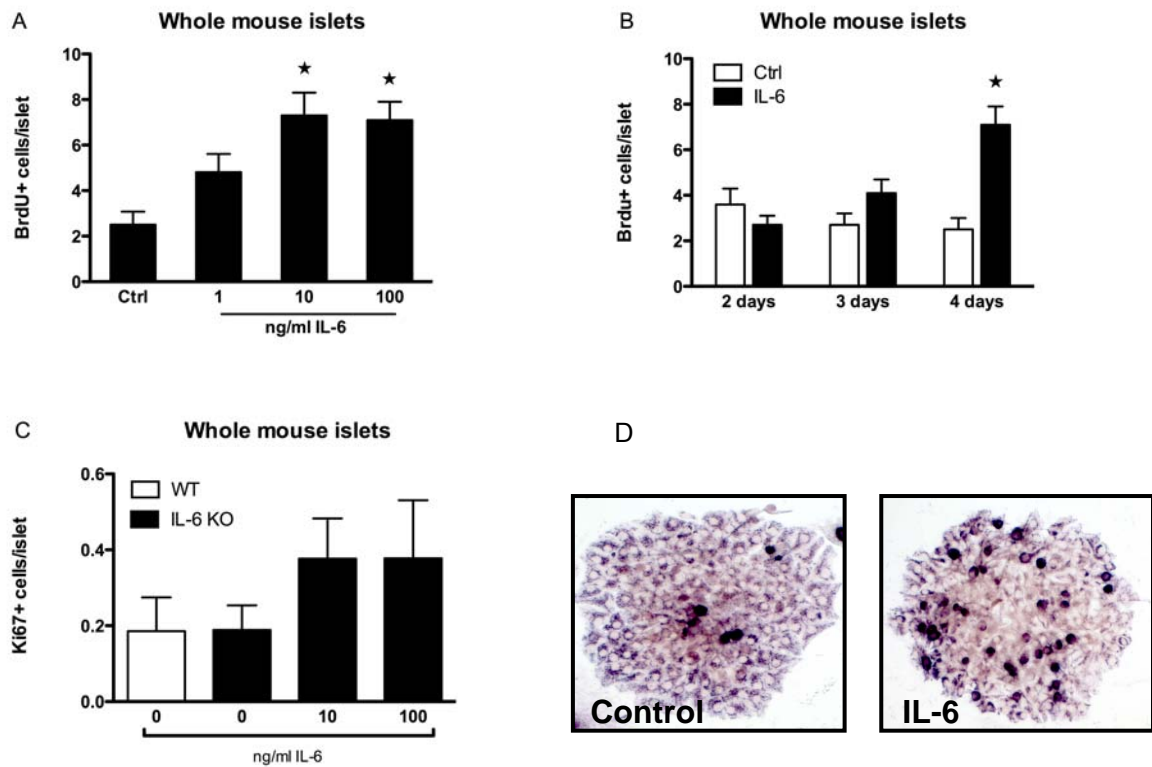 A
Whole mouse islets
BrdU+ cells/islet
10
8
6
4
2
0
★
★
Ctrl
1
10
100
ng/ml IL-6
B
Whole mouse islets
Brdu+ cells/islet
10
8
6
4
2
0
Ctrl
IL-6
★
2 days
3 days
4 days
C
Whole mouse islets
Ki67+ cells/islet
0.6
0.4
0.2
0.0
WT
IL-6 KO
0
0
10
100
ng/ml IL-6
D
Control
IL-6